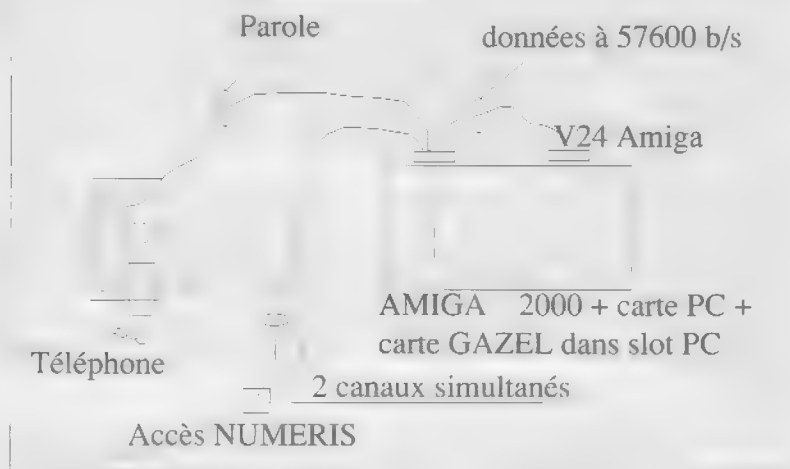 Parole
données à 57600 b/s
V24 Amiga
AMIGA 2000 + carte PC +
carte GAZEL dans slot PC
Téléphone
2 canaux simultanés
Accès NUMERIS